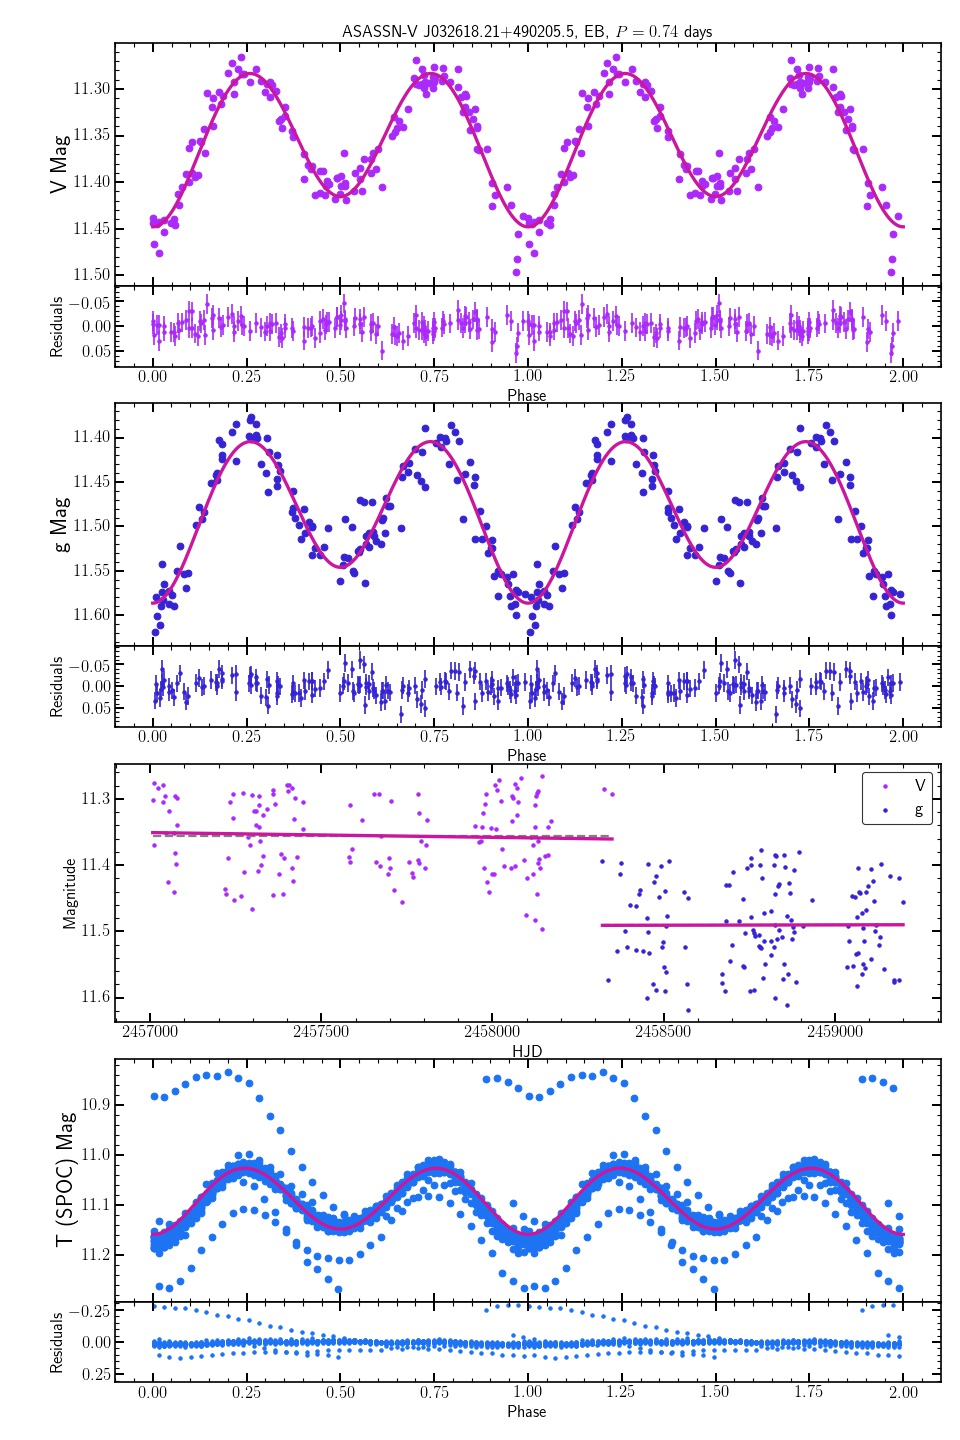 ASASSN-V J032618.21+490205.5, EB, P = 0.74 days
V Mag
11.30
11.35
11.40
11.45
11.50
Residuals
−0.05
0.00
0.05
0.00 0.25 0.50 0.75 1.00 1.25 1.50 1.75 2.00
Phase
g Mag
11.40
11.45
11.50
11.55
11.60
Residuals
−0.05
0.00
0.05
0.00 0.25 0.50 0.75 1.00 1.25 1.50 1.75 2.00
Phase
Magnitude
11.3
11.4
11.5
11.6
V
g
2457000 2457500 2458000 2458500 2459000
HJD
T (SPOC) Mag
10.9
11.0
11.1
11.2
Residuals
−0.25
0.00
0.25
0.00 0.25 0.50 0.75 1.00 1.25 1.50 1.75 2.00
Phase